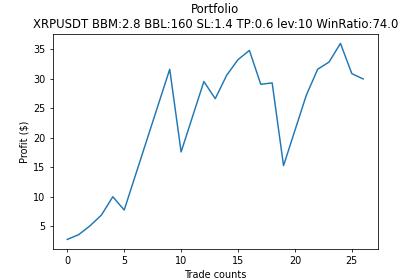 Portfolio
XRPUSDT BBM:2.8 BBL:160 SL:1.4 TP:0.6 lev:10 WinRatio:74.0
35
30
25
20
15
10
5
Profit ($)
0 5 10 15 20 25
Trade counts